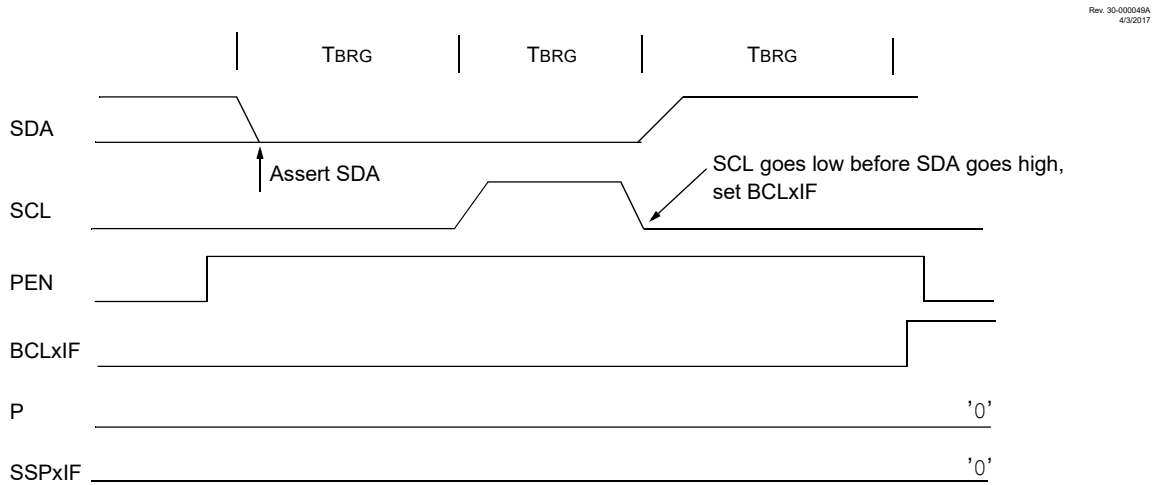 Rev. 30-000049A
4/3/2017
TBRG TBRG TBRG
SDA
Assert SDA
SCL goes low before SDA goes high,
set BCLxIF
SCL
PEN
BCLxIF
P '0'
SSPxIF '0'